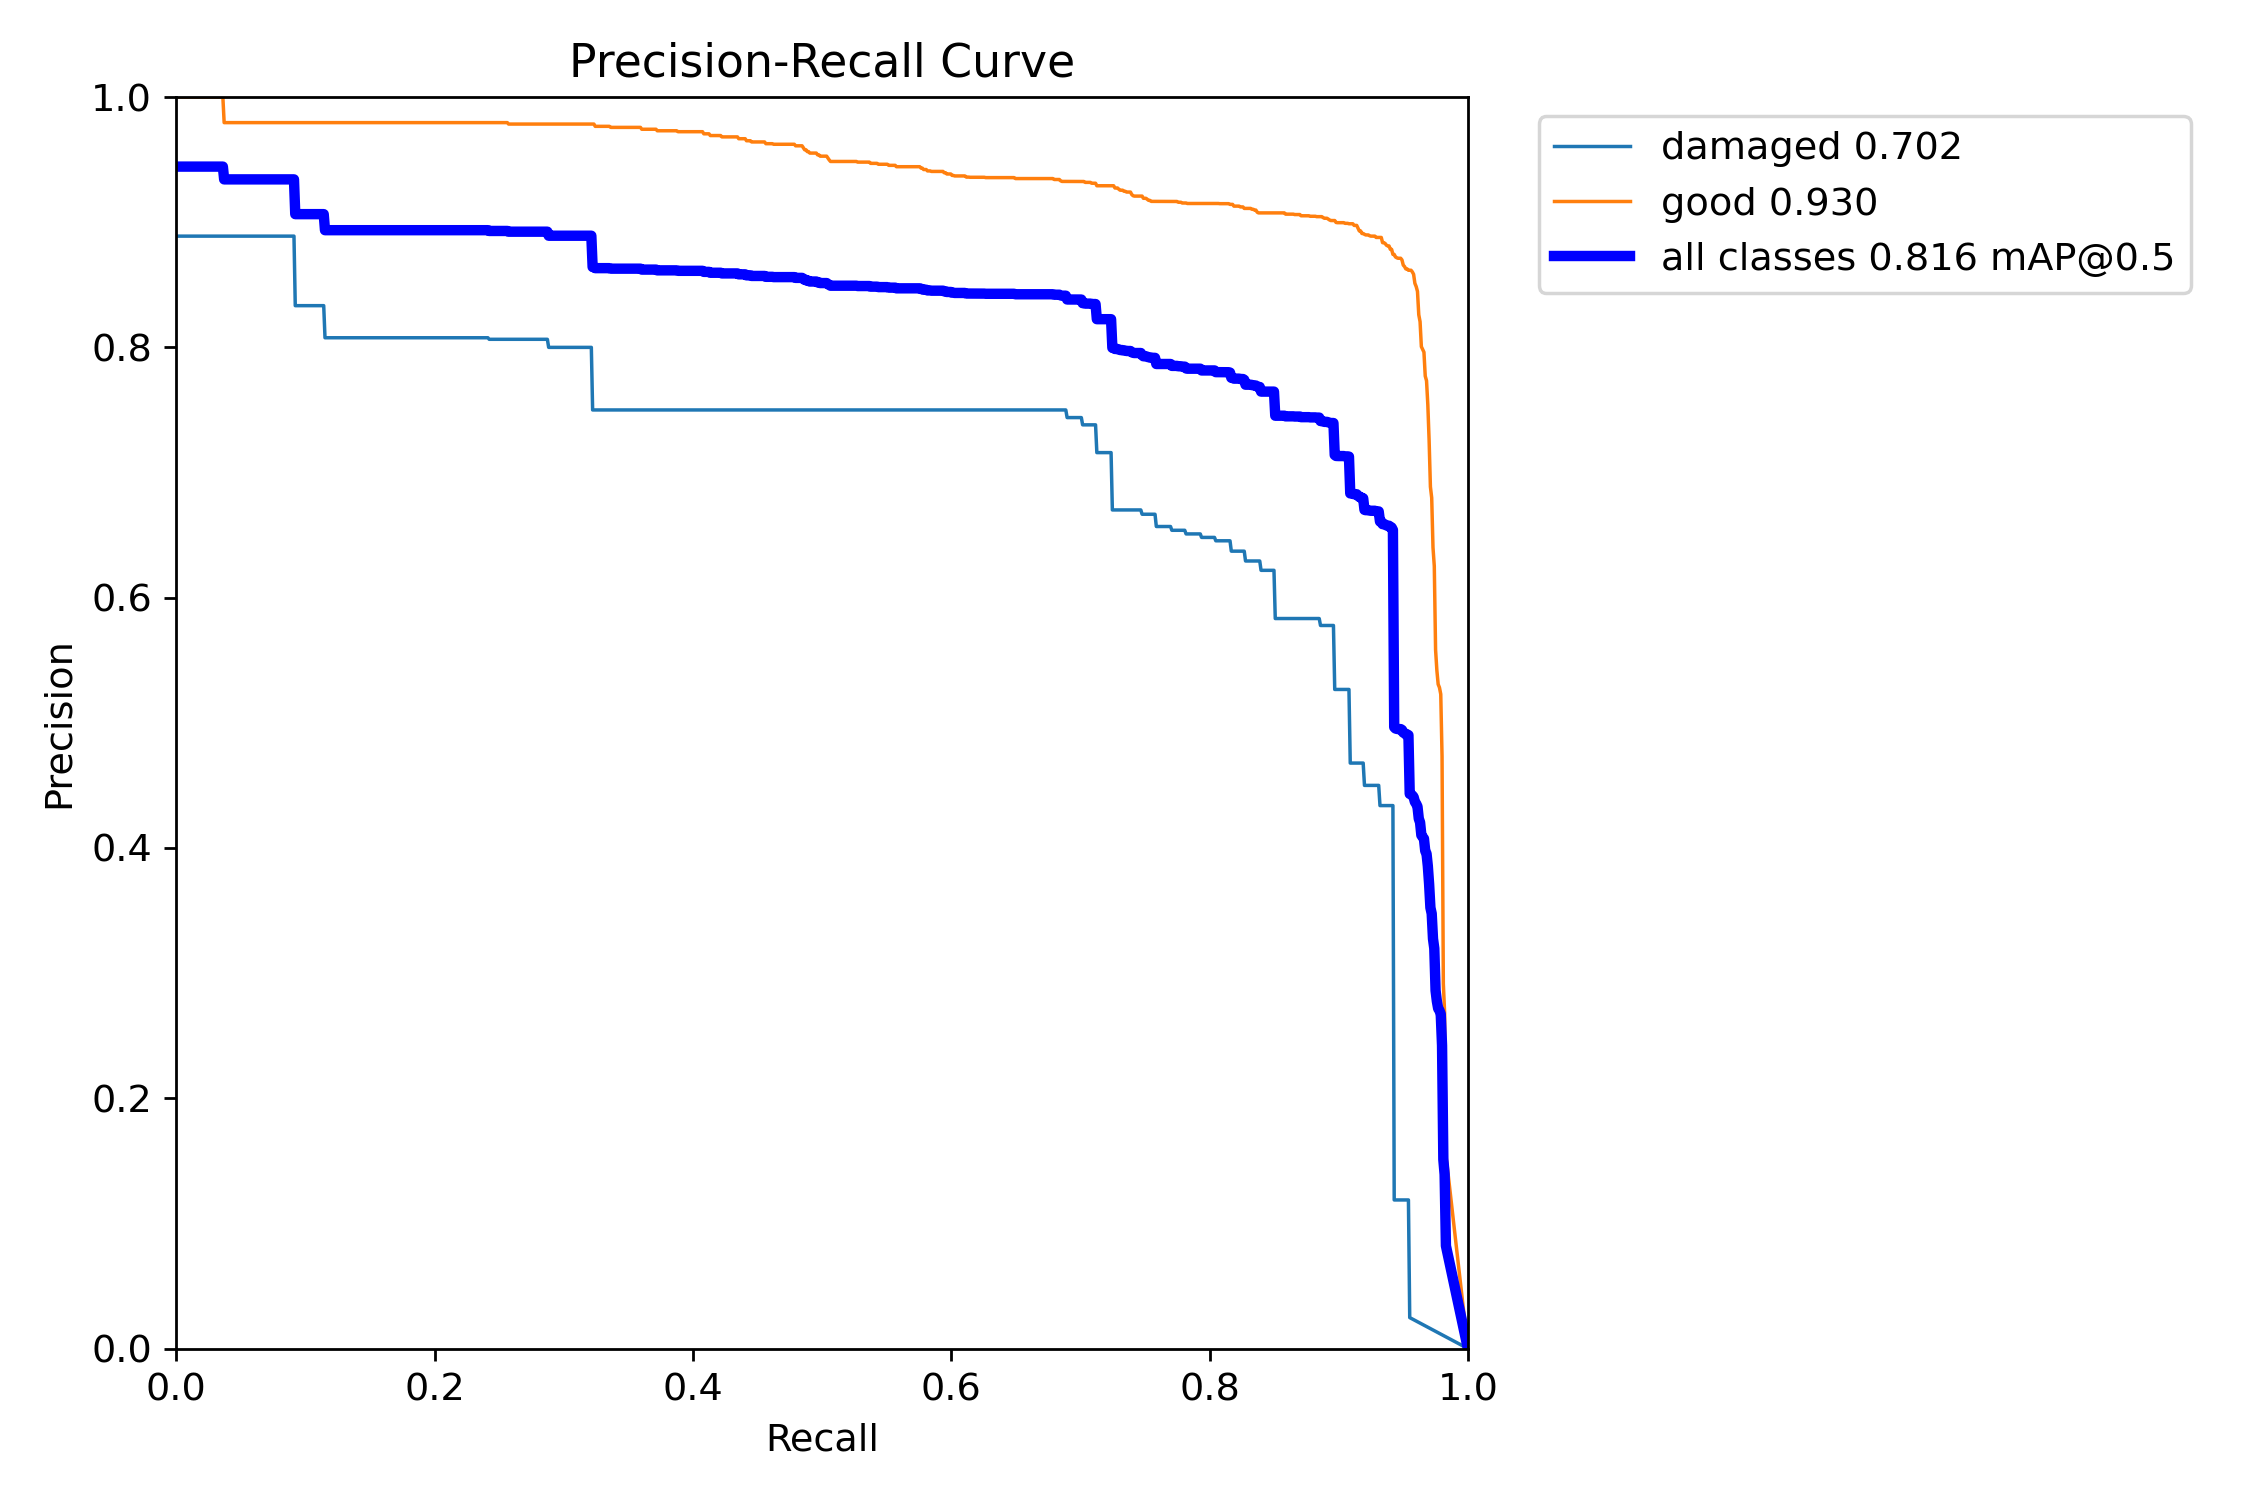 Precision-Recall Curve
1.0
0.8
0.6
0.4
0.2
0.0
Precision
0.0 0.2 0.4 0.6 0.8 1.0
Recall
damaged 0.702
good 0.930
all classes 0.816 mAP@0.5